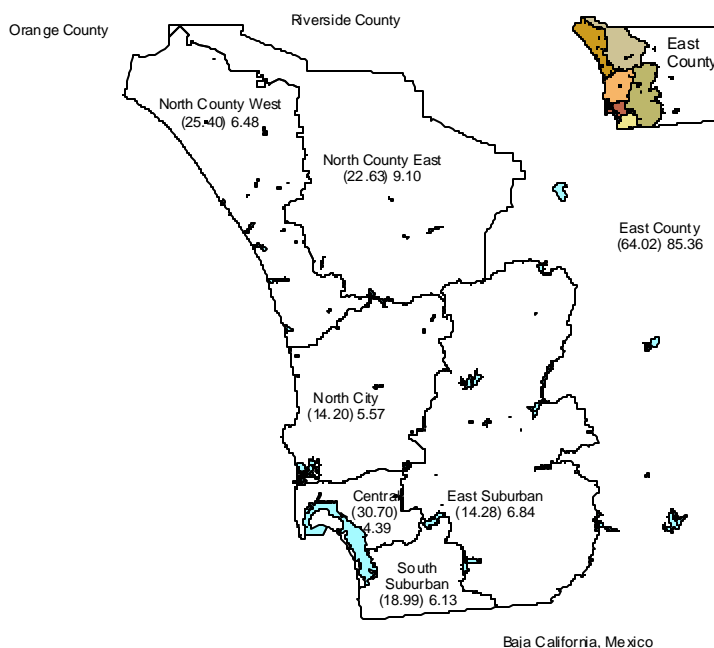 Riverside County
Orange County
East
County
North County West
(25.40) 6.48
North County East
(22.63) 9.10
East County
(64.02) 85.36
North City
(14.20) 5.57
Central
(30.70)
4.39
East Suburban
(14.28) 6.84
South
Suburban
(18.99) 6.13
Baja California, Mexico